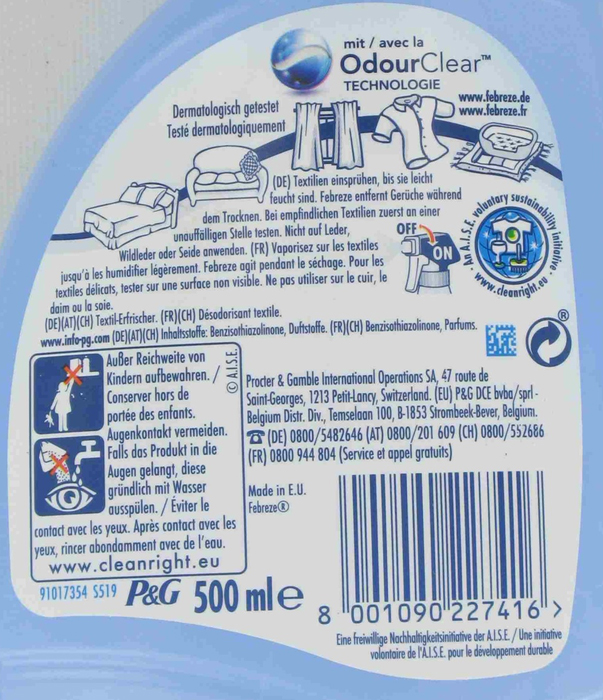 mit / avec la
OdourClear™
TECHNOLOGIE
www.febreze.de
www.febreze.fr
Dermatologisch getestet
Testé dermatologiquement
(DE) Textilien einsprühen, bis sie leicht
feucht sind. Febreze entfernt Gerüche während
dem Trocknen. Bei empfindlichen Textilien zuerst an einer
unauffälligen Stelle testen. Nicht auf Leder,
Wildleder oder Seide anwenden. (FR) Vaporisez sur les textiles
jusqu'à les humidifier légèrement. Febreze agit pendant le séchage. Pour les
textiles délicats, tester sur une surface non visible. Ne pas utiliser sur le cuir, le
daim ou la soie.
OFF
ON
An A.I.S.E. voluntary sustainability initiative •
www.cleanright.eu
(DE)(AT)(CH) Textil-Erfrischer. (FR)(CH) Désodorisant textile.
www.info-pg.com (DE)(AT)(CH) Inhaltsstoffe: Benzisothiazolinone, Duftstoffe. (FR)(CH) Benzisothiazolinone, Parfums.
®
Außer Reichweite von
Kindern aufbewahren. /
Conserver hors de
portée des enfants.
Augenkontakt vermeiden.
Falls das Produkt in die
Augen gelangt, diese
gründlich mit Wasser
ausspülen. / Éviter le
contact avec les yeux. Après contact avec les
yeux, rincer abondamment avec de l'eau.
www.cleanright.eu
© A.I.S.E.
Procter & Gamble International Operations SA, 47 route de
Saint-Georges, 1213 Petit-Lancy, Switzerland. (EU) P&G DCE bvba/sprl -
Belgium Distr. Div., Temselaan 100, B-1853 Strombeek-Bever, Belgium.
☎ (DE) 0800/5482646 (AT) 0800/201 609 (CH) 0800/552686
(FR) 0800 944 804 (Service et appel gratuits)
Made in E.U.
Febreze®
91017354 S519 P&G 500 ml e
8 001090 227416 >
Eine freiwillige Nachhaltigkeitsinitiative der A.I.S.E. / Une initiative
volontaire de l'A.I.S.E. pour le développement durable